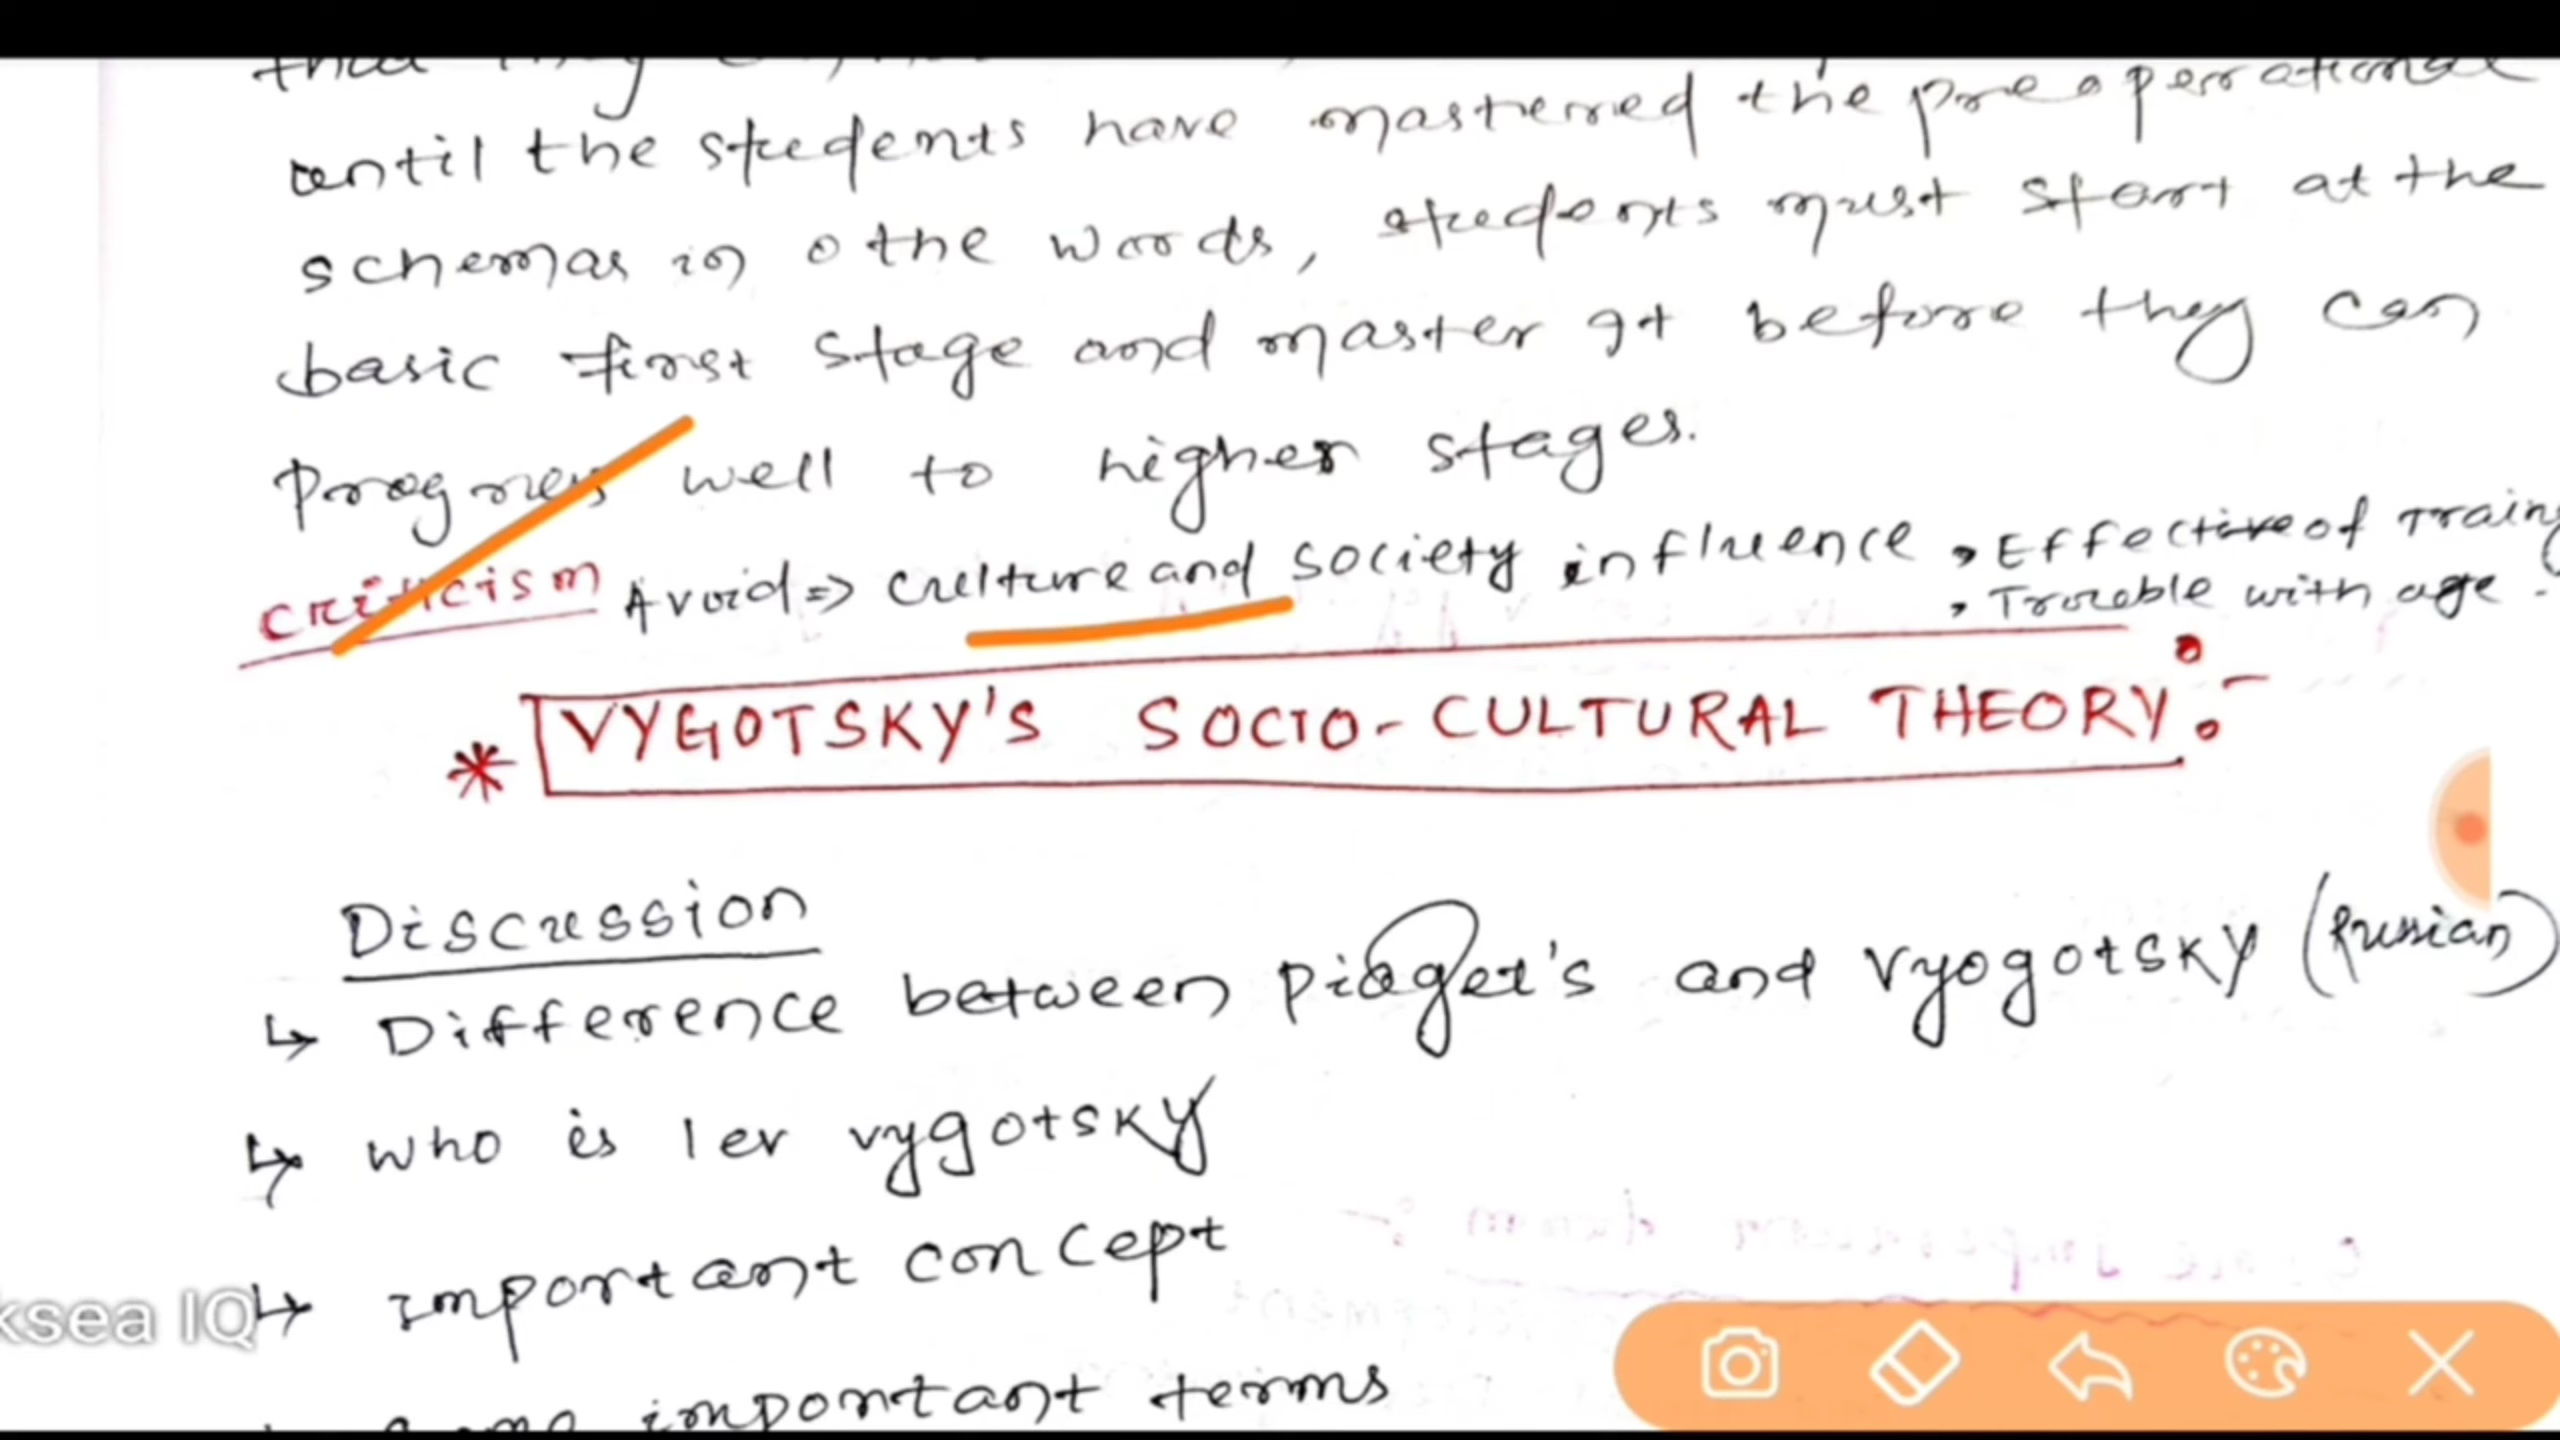 until the students have mastered the preoperational
schemas in othe words, students must start at the
basic first stage and master it before they can
Progress well to higher stages.
Criticism Avoid => culture and society influence , Effective of Train
, Trouble with age .
* VYGOTSKY'S SOCIO-CULTURAL THEORY :-
Discussion
↳ Difference between piaget's and Vyogotsky (Russian)
↳ who is lev vygotsky
↳ important concept
ksea IQ
important terms